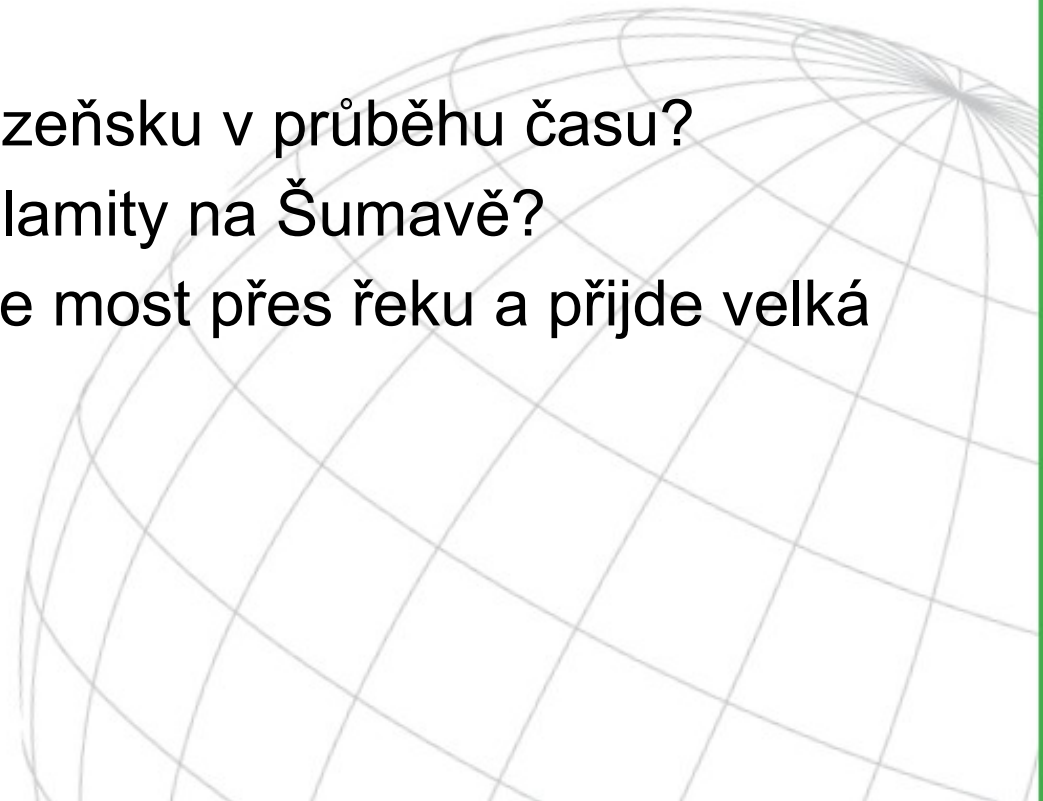 zeňsku v průběhu času?
lamity na Šumavě?
e most přes řeku a přijde velká